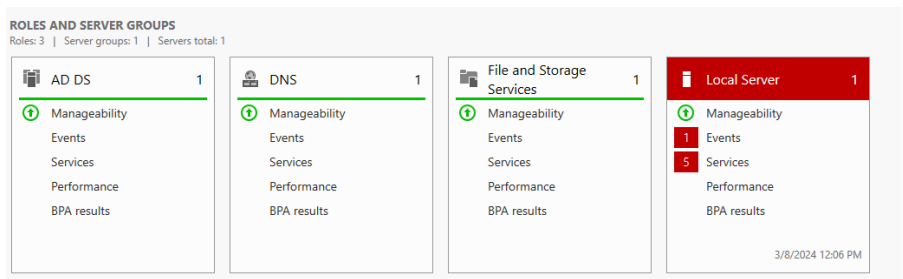 ROLES AND SERVER GROUPS
Roles: 3 | Server groups: 1 | Servers total: 1
AD DS 1
Manageability
Events
Services
Performance
BPA results
DNS 1
Manageability
Events
Services
Performance
BPA results
File and Storage
Services 1
Manageability
Events
Services
Performance
BPA results
Local Server 1
Manageability
1 Events
5 Services
Performance
BPA results
3/8/2024 12:06 PM